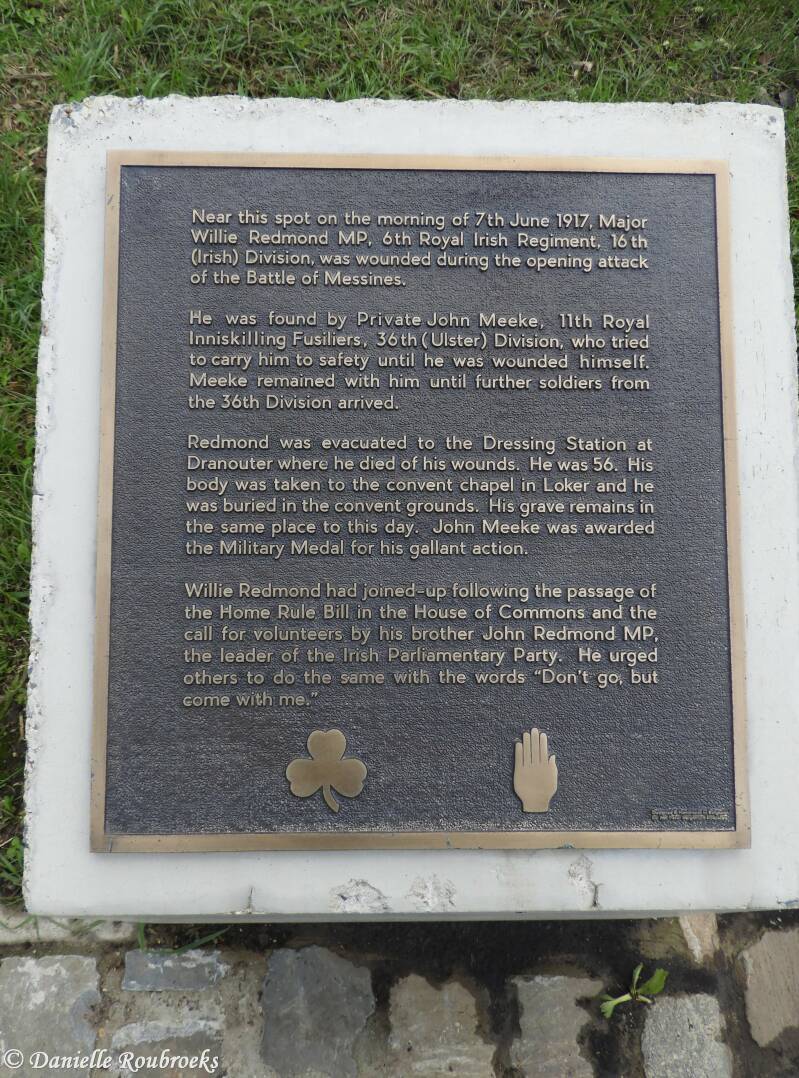 Near this spot on the morning of 7th June 1917, Major
Willie Redmond MP, 6th Royal Irish Regiment, 16th
(Irish) Division, was wounded during the opening attack
of the Battle of Messines.
He was found by Private John Meeke, 11th Royal
Inniskilling Fusiliers, 36th (Ulster) Division, who tried
to carry him to safety until he was wounded himself.
Meeke remained with him until further soldiers from
the 36th Division arrived.
Redmond was evacuated to the Dressing Station at
Dranouter where he died of his wounds. He was 56. His
body was taken to the convent chapel in Loker and he
was buried in the convent grounds. His grave remains in
the same place to this day. John Meeke was awarded
the Military Medal for his gallant action.
Willie Redmond had joined-up following the passage of
the Home Rule Bill in the House of Commons and the
call for volunteers by his brother John Redmond MP,
the leader of the Irish Parliamentary Party. He urged
others to do the same with the words “Don't go, but
come with me.”
© Danielle Roubroeks